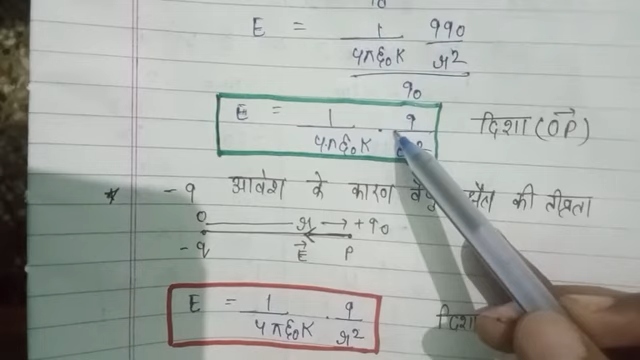 E = 1/4πε₀K qq₀/r² / q₀
E = 1/4πε₀K · q/r² दिशा (OP→)
* -q आवेश के कारण की तीव्रता
O r → +q₀
-q E→ P
E = 1/4πε₀K · q/r² दिशा